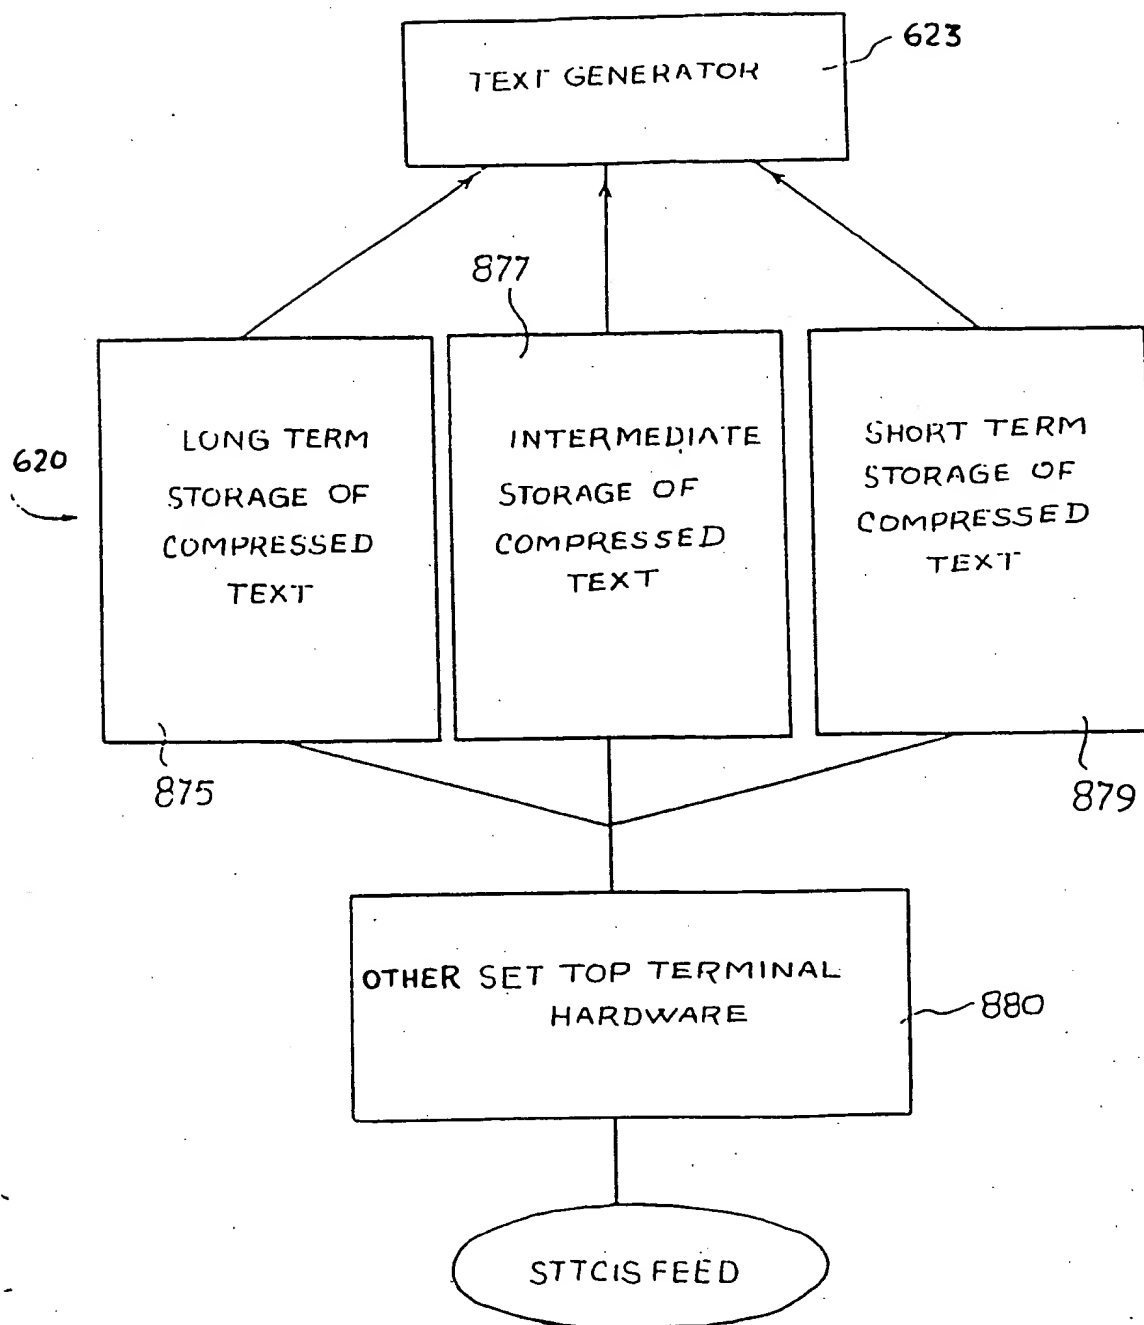 623
TEXT GENERATOR
877
620
LONG TERM
STORAGE OF
COMPRESSED
TEXT
INTERMEDIATE
STORAGE OF
COMPRESSED
TEXT
SHORT TERM
STORAGE OF
COMPRESSED
TEXT
875
879
OTHER SET TOP TERMINAL
HARDWARE
880
STTCIS FEED